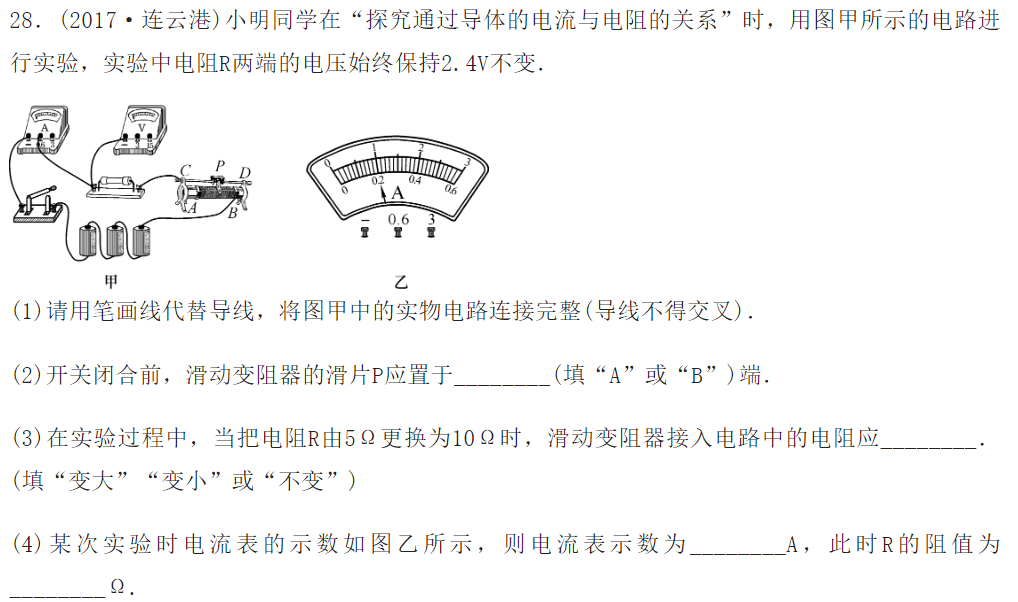 28．(2017·连云港)小明同学在“探究通过导体的电流与电阻的关系”时，用图甲所示的电路进
行实验，实验中电阻R两端的电压始终保持2.4V不变．
A
－ .6 3
V
－ 3 15
C P D
A B
甲
0 1 2 3
0 0.2 0.4 0.6
A
－ 0.6 3
乙
(1)请用笔画线代替导线，将图甲中的实物电路连接完整(导线不得交叉)．
(2)开关闭合前，滑动变阻器的滑片P应置于________(填“A”或“B”)端．
(3)在实验过程中，当把电阻R由5Ω更换为10Ω时，滑动变阻器接入电路中的电阻应________．
(填“变大”“变小”或“不变”)
(4)某次实验时电流表的示数如图乙所示，则电流表示数为________A，此时R的阻值为
________Ω．